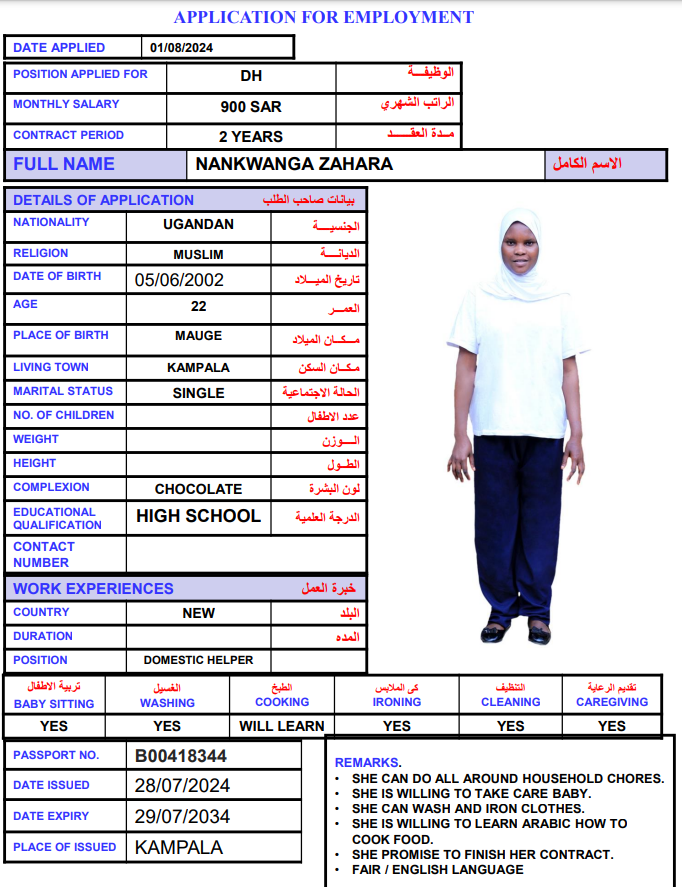 APPLICATION FOR EMPLOYMENT
DATE APPLIED 01/08/2024
POSITION APPLIED FOR DH الوظيفـــة
MONTHLY SALARY 900 SAR الراتب الشهري
CONTRACT PERIOD 2 YEARS مــدة العقــــد
FULL NAME NANKWANGA ZAHARA الاسم الكامل
DETAILS OF APPLICATION بيانات صاحب الطلب
NATIONALITY UGANDAN الجنسيــــة
RELIGION MUSLIM الديانـــة
DATE OF BIRTH 05/06/2002 تاريخ الميـــلاد
AGE 22 العمــر
PLACE OF BIRTH MAUGE مــكـان الميلاد
LIVING TOWN KAMPALA مكـان السكن
MARITAL STATUS SINGLE الحالة الاجتماعية
NO. OF CHILDREN عدد الاطفال
WEIGHT الـــوزن
HEIGHT الطــول
COMPLEXION CHOCOLATE لون البشرة
EDUCATIONAL QUALIFICATION HIGH SCHOOL الدرجة العلمية
CONTACT NUMBER
WORK EXPERIENCES خبرة العمل
COUNTRY NEW البلد
DURATION المده
POSITION DOMESTIC HELPER
تربية الاطفال الغسيل الطبخ كى الملابس التنظيف تقديم الرعاية
BABY SITTING WASHING COOKING IRONING CLEANING CAREGIVING
YES YES WILL LEARN YES YES YES
PASSPORT NO. B00418344
DATE ISSUED 28/07/2024
DATE EXPIRY 29/07/2034
PLACE OF ISSUED KAMPALA
REMARKS.
• SHE CAN DO ALL AROUND HOUSEHOLD CHORES.
• SHE IS WILLING TO TAKE CARE BABY.
• SHE CAN WASH AND IRON CLOTHES.
• SHE IS WILLING TO LEARN ARABIC HOW TO
COOK FOOD.
• SHE PROMISE TO FINISH HER CONTRACT.
• FAIR / ENGLISH LANGUAGE